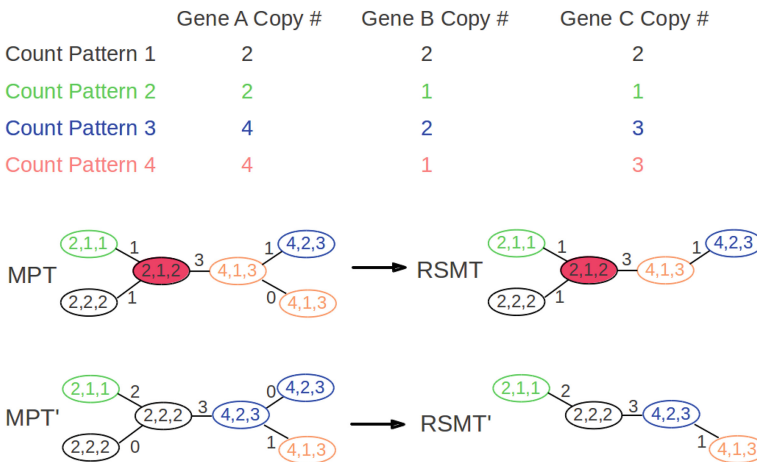 Gene A Copy # Gene B Copy # Gene C Copy #
Count Pattern 1 2 2 2
Count Pattern 2 2 1 1
Count Pattern 3 4 2 3
Count Pattern 4 4 1 3
2,1,1 1 1 4,2,3 2,1,1 1 1 4,2,3
MPT 2,1,2 3 4,1,3 RSMT 2,1,2 3 4,1,3
2,2,2 1 0 4,1,3 2,2,2 1
2,1,1 2 0 4,2,3 2,1,1 2
MPT' 2,2,2 3 4,2,3 RSMT' 2,2,2 3 4,2,3
2,2,2 0 1 4,1,3 1 4,1,3